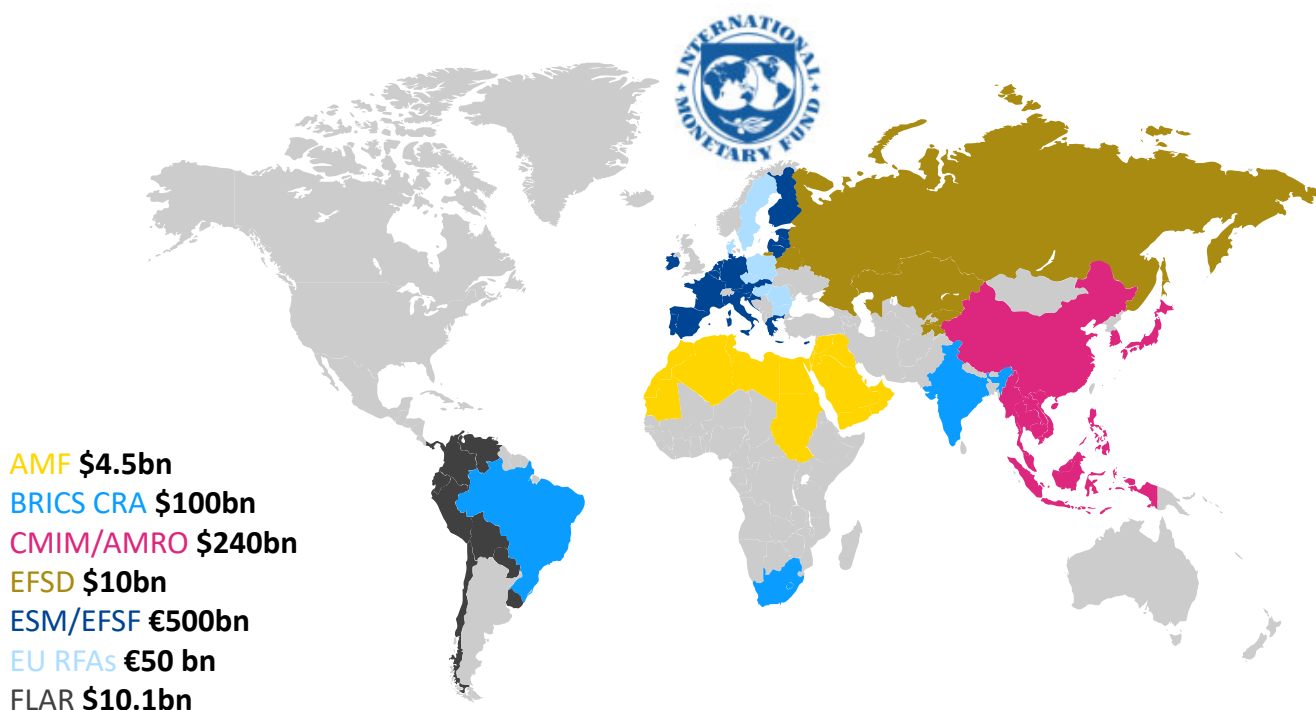 INTERNATIONAL
MONETARY FUND
AMF $4.5bn
BRICS CRA $100bn
CMIM/AMRO $240bn
EFSD $10bn
ESM/EFSF €500bn
EU RFAs €50 bn
FLAR $10.1bn